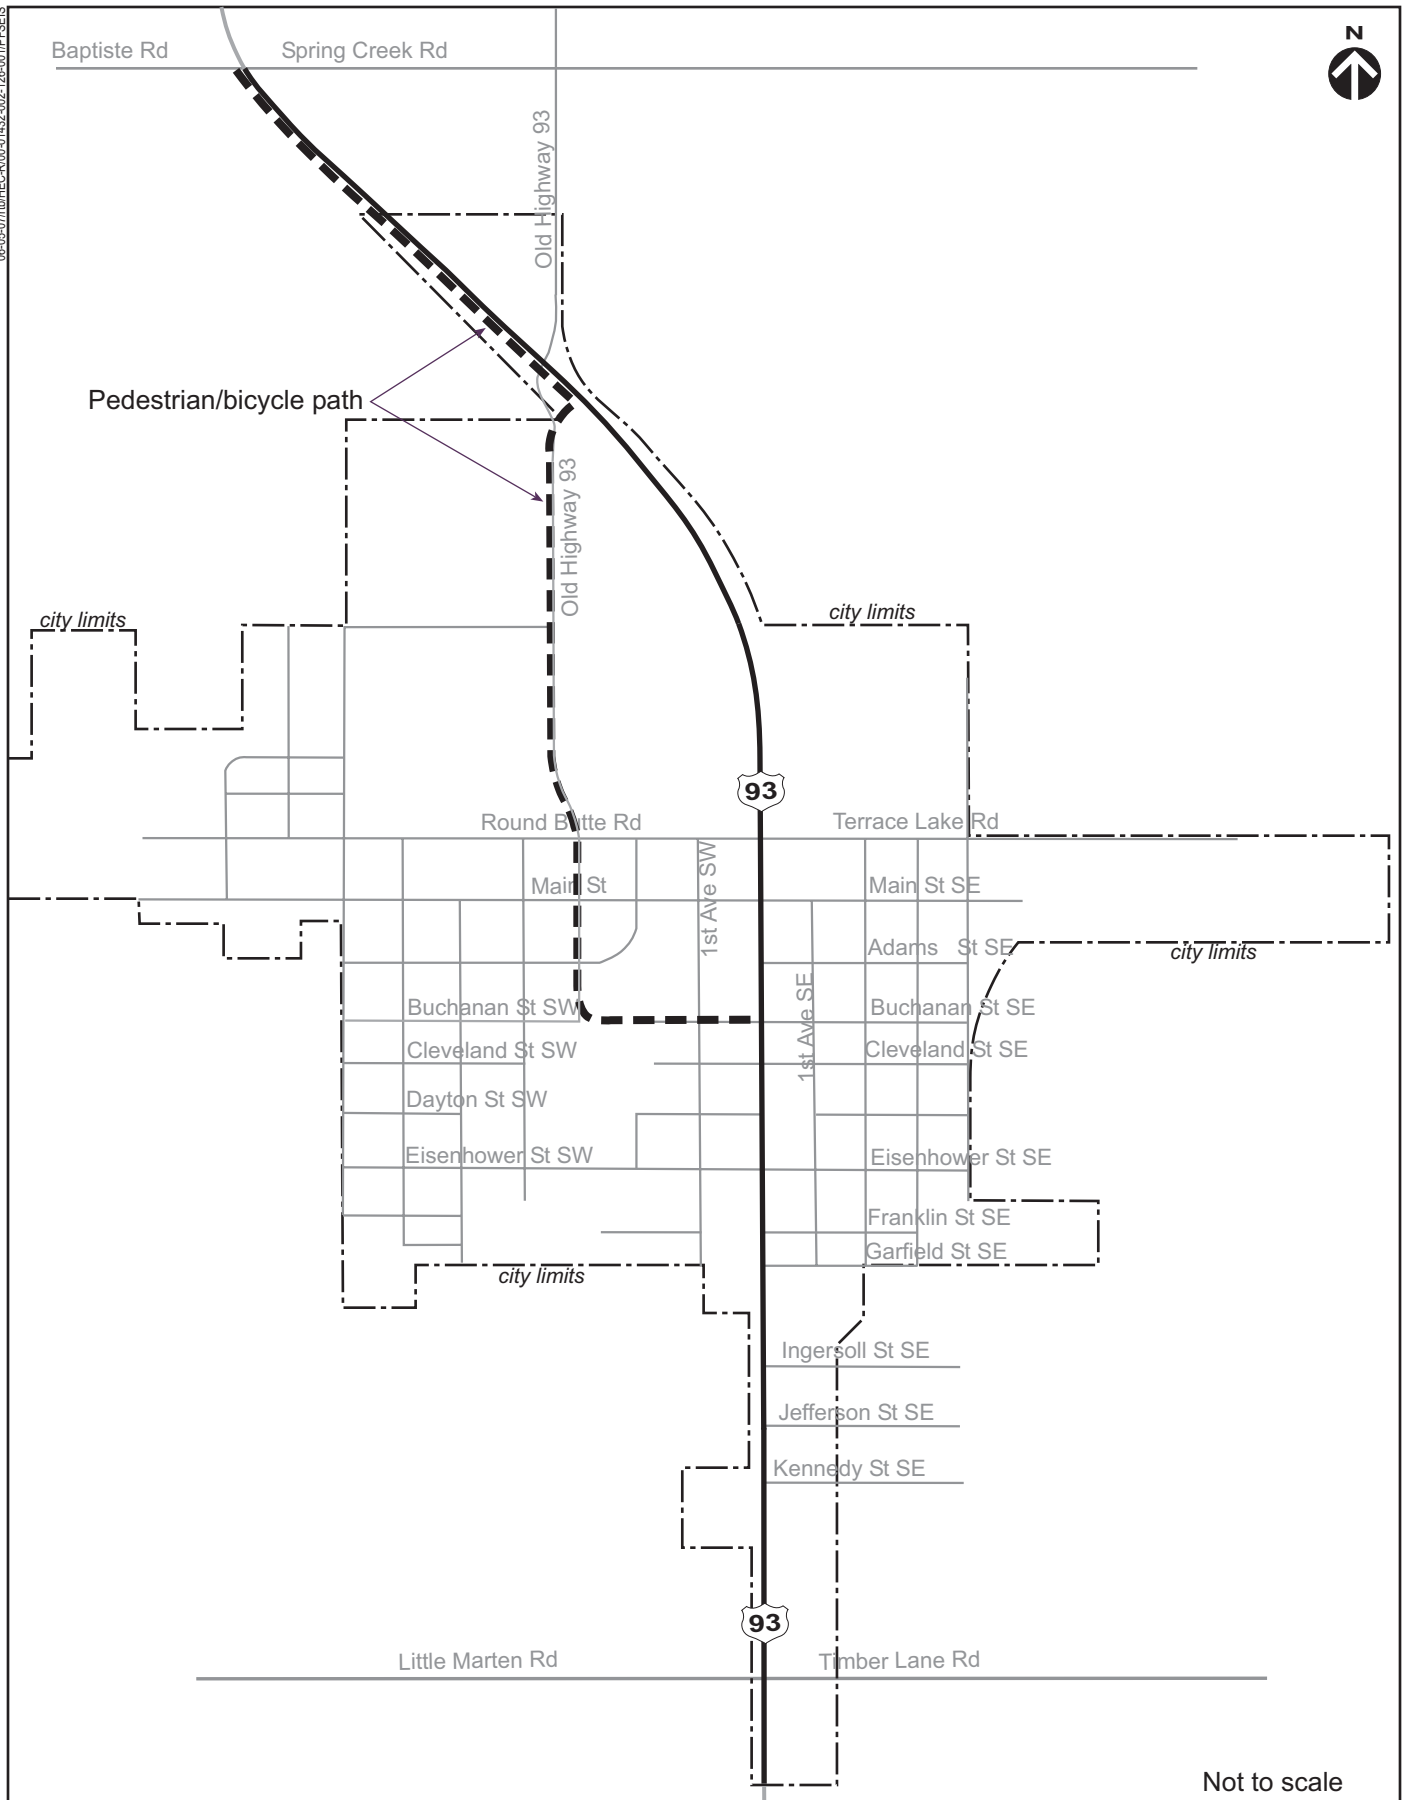 N
Baptiste Rd
Spring Creek Rd
Old Highway 93
Pedestrian/bicycle path
Old Highway 93
city limits
city limits
93
Round Butte Rd
Terrace Lake Rd
Main St
1st Ave SW
Main St SE
Adams St SE
city limits
1st Ave SE
Buchanan St SW
Buchanan St SE
Cleveland St SW
Cleveland St SE
Dayton St SW
Eisenhower St SW
Eisenhower St SE
Franklin St SE
Garfield St SE
city limits
Ingersoll St SE
Jefferson St SE
Kennedy St SE
93
Little Marten Rd
Timber Lane Rd
Not to scale